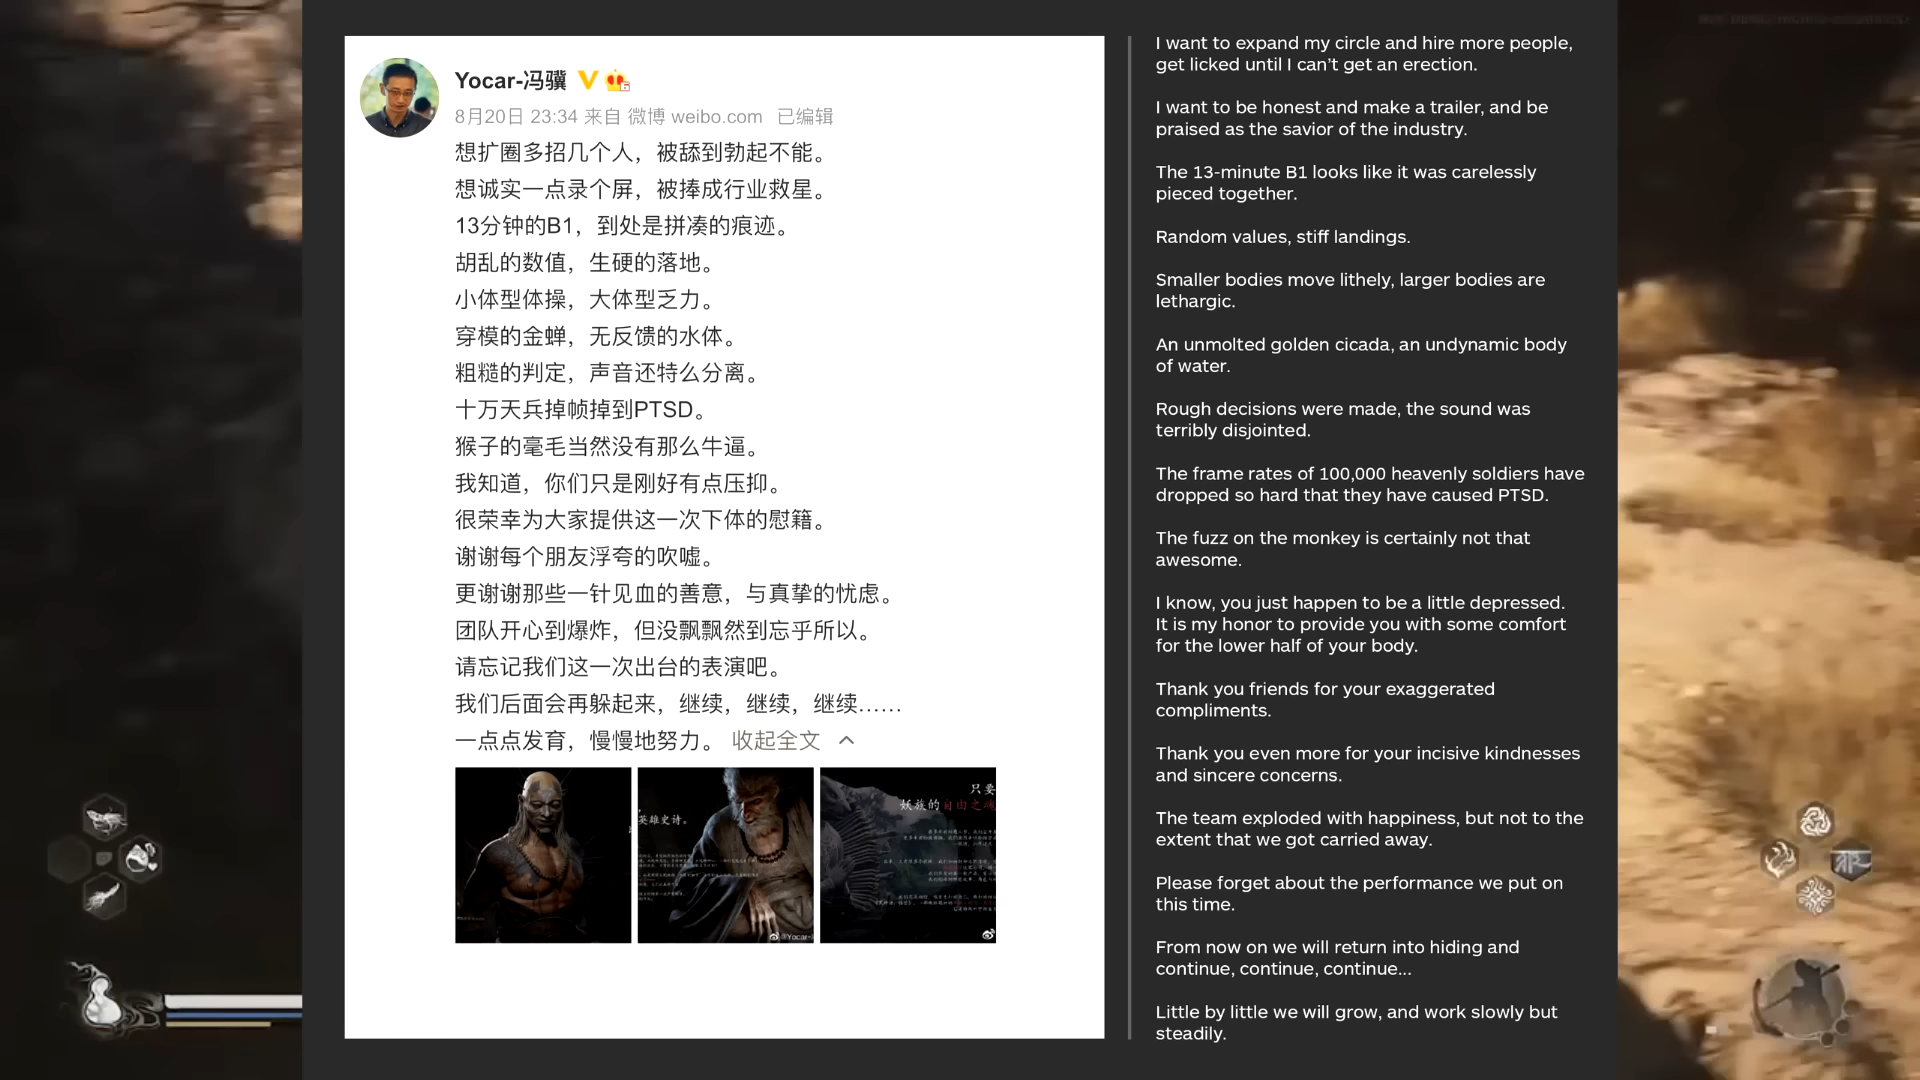 Yocar-冯骥
8月20日 23:34 来自 微博 weibo.com 已编辑
想扩圈多招几个人，被舔到勃起不能。
想诚实一点录个屏，被捧成行业救星。
13分钟的B1，到处是拼凑的痕迹。
胡乱的数值，生硬的落地。
小体型体操，大体型乏力。
穿模的金蝉，无反馈的水体。
粗糙的判定，声音还特么分离。
十万天兵掉帧掉到PTSD。
猴子的毫毛当然没有那么牛逼。
我知道，你们只是刚好有点压抑。
很荣幸为大家提供这一次下体的慰籍。
谢谢每个朋友浮夸的吹嘘。
更谢谢那些一针见血的善意，与真挚的忧虑。
团队开心到爆炸，但没飘飘然到忘乎所以。
请忘记我们这一次出台的表演吧。
我们后面会再躲起来，继续，继续，继续……
一点点发育，慢慢地努力。 收起全文
英雄史诗。
@Yocar-
只要
妖族的自由之魂
I want to expand my circle and hire more people,
get licked until I can't get an erection.
I want to be honest and make a trailer, and be
praised as the savior of the industry.
The 13-minute B1 looks like it was carelessly
pieced together.
Random values, stiff landings.
Smaller bodies move lithely, larger bodies are
lethargic.
An unmolted golden cicada, an undynamic body
of water.
Rough decisions were made, the sound was
terribly disjointed.
The frame rates of 100,000 heavenly soldiers have
dropped so hard that they have caused PTSD.
The fuzz on the monkey is certainly not that
awesome.
I know, you just happen to be a little depressed.
It is my honor to provide you with some comfort
for the lower half of your body.
Thank you friends for your exaggerated
compliments.
Thank you even more for your incisive kindnesses
and sincere concerns.
The team exploded with happiness, but not to the
extent that we got carried away.
Please forget about the performance we put on
this time.
From now on we will return into hiding and
continue, continue, continue...
Little by little we will grow, and work slowly but
steadily.